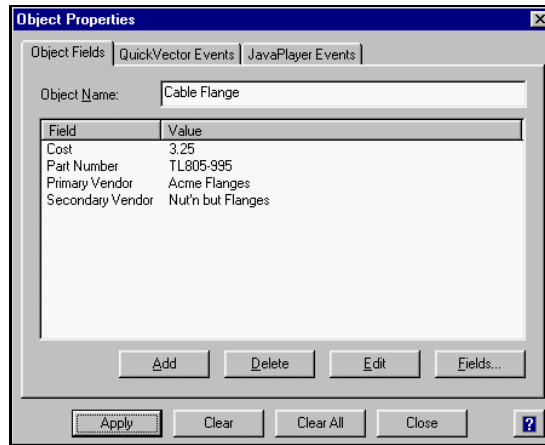 Object Properties
Object Fields QuickVector Events JavaPlayer Events
Object Name: Cable Flange
Field Value
Cost 3.25
Part Number TL805-995
Primary Vendor Acme Flanges
Secondary Vendor Nut'n but Flanges
Add Delete Edit Fields...
Apply Clear Clear All Close ?